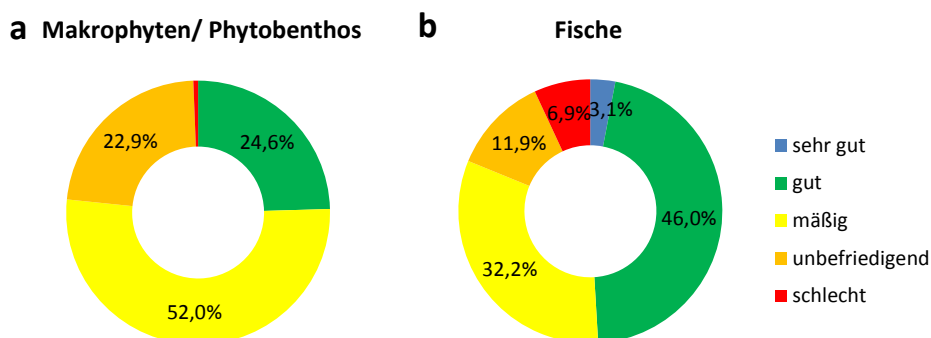 a Makrophyten/ Phytobenthos
24,6%
52,0%
22,9%
b Fische
3,1%
46,0%
32,2%
11,9%
6,9%
sehr gut
gut
mäßig
unbefriedigend
schlecht